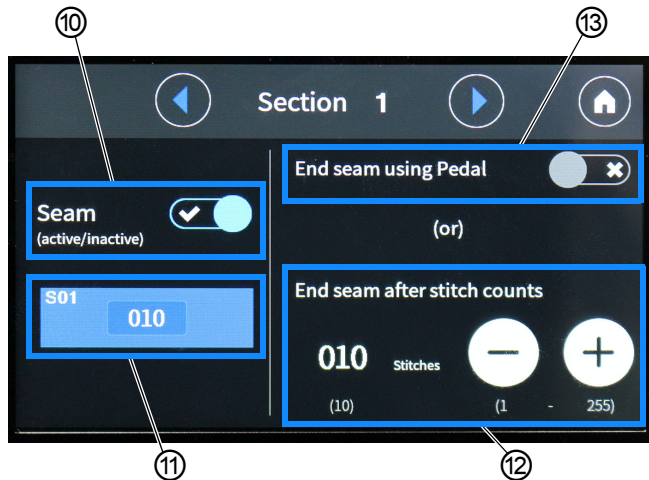 ⑩ ⑬
Section 1
End seam using Pedal
Seam
(active/inactive)
(or)
S01
010
End seam after stitch counts
010 Stitches
(10) (1 - 255)
⑪ ⑫